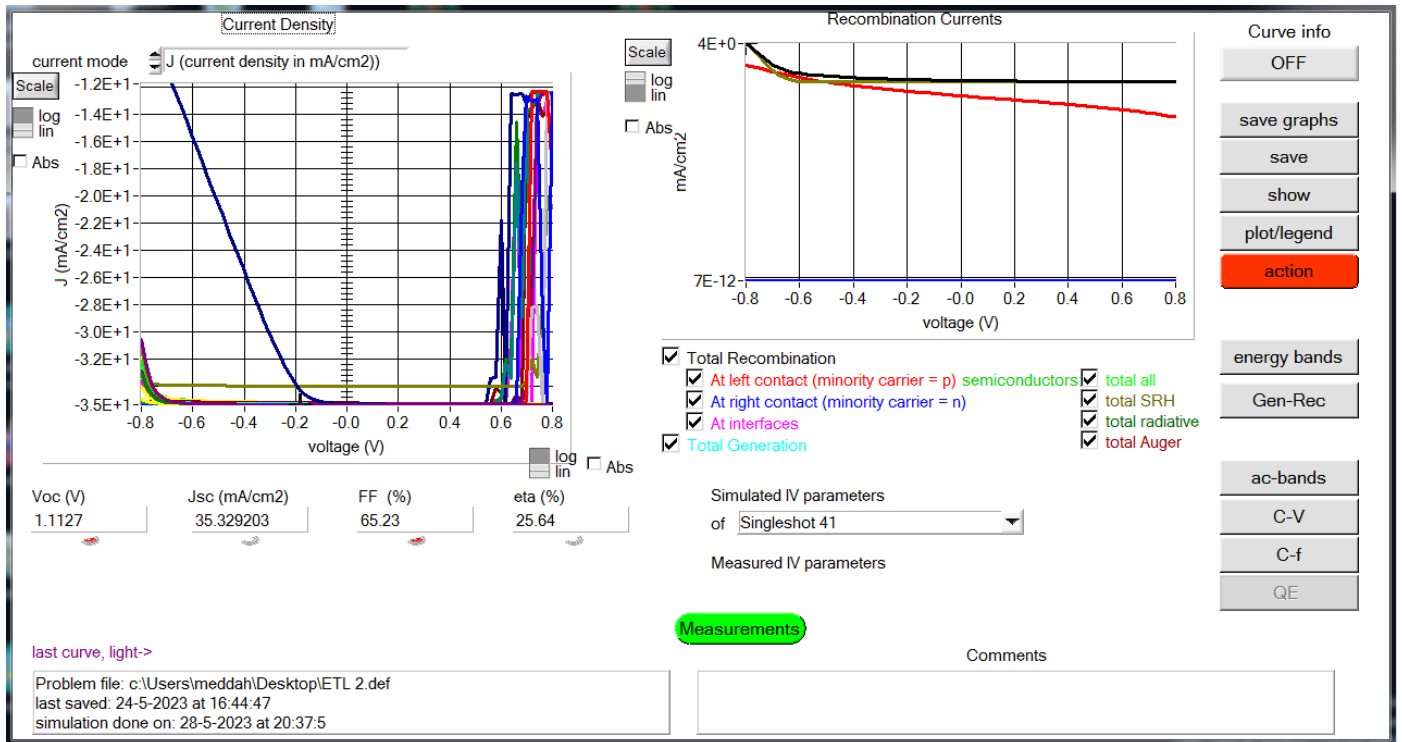 Current Density
current mode
J (current density in mA/cm2))
Scale
log
lin
Abs
-1.2E+1
-1.4E+1
-1.6E+1
-1.8E+1
-2.0E+1
-2.2E+1
-2.4E+1
-2.6E+1
-2.8E+1
-3.0E+1
-3.2E+1
-3.5E+1
J (mA/cm2)
-0.8 -0.6 -0.4 -0.2 -0.0 0.2 0.4 0.6 0.8
voltage (V)
log
lin
Abs
Recombination Currents
Scale
log
lin
Abs
4E+0
7E-12
mA/cm2
-0.8 -0.6 -0.4 -0.2 -0.0 0.2 0.4 0.6 0.8
voltage (V)
Total Recombination
At left contact (minority carrier = p) semiconductors total all
At right contact (minority carrier = n) total SRH
At interfaces total radiative
Total Generation total Auger
Voc (V) Jsc (mA/cm2) FF (%) eta (%)
1.1127 35.329203 65.23 25.64
Simulated IV parameters
of Singleshot 41
Measured IV parameters
Measurements
last curve, light->
Problem file: c:\Users\meddah\Desktop\ETL 2.def
last saved: 24-5-2023 at 16:44:47
simulation done on: 28-5-2023 at 20:37:5
Comments
Curve info
OFF
save graphs
save
show
plot/legend
action
energy bands
Gen-Rec
ac-bands
C-V
C-f
QE